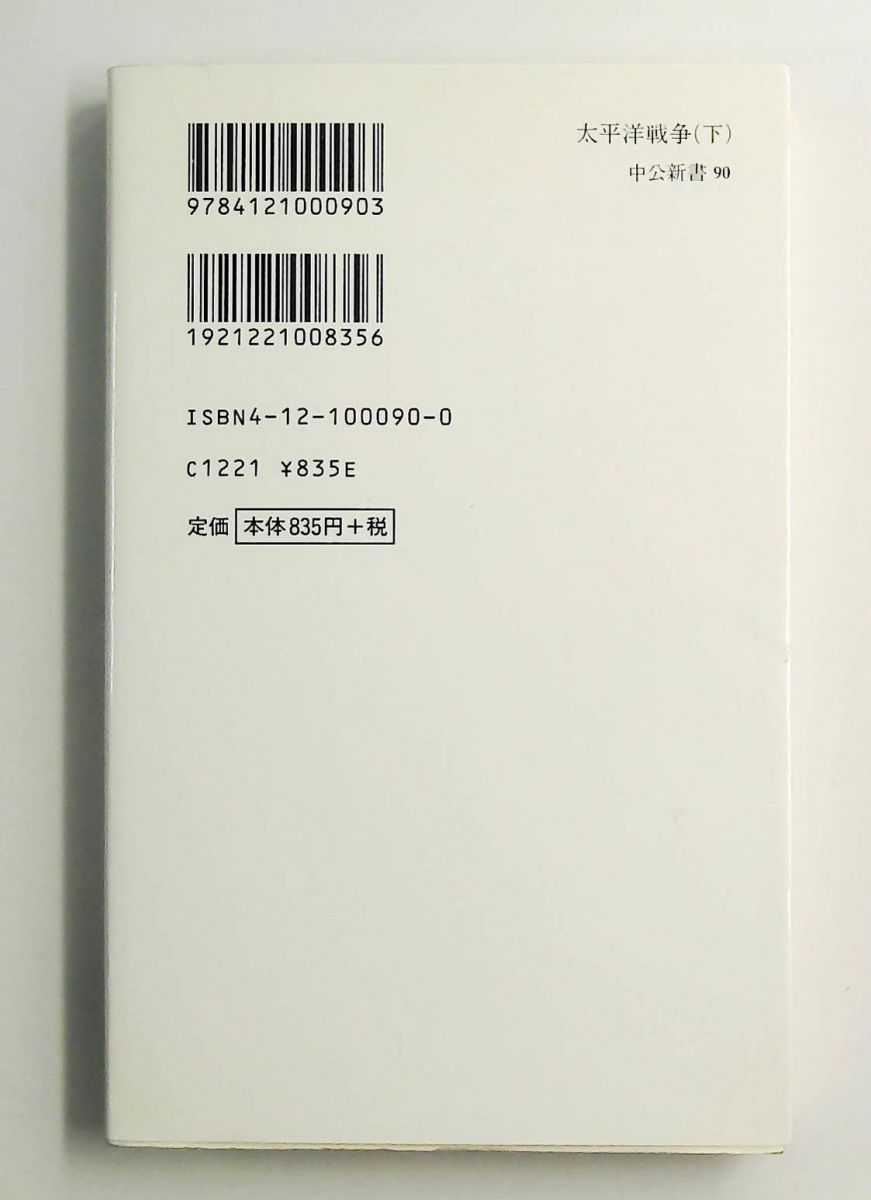 太平洋戦争(下)
中公新書 90
9784121000903
1921221008356
ISBN4-12-100090-0
C1221 ¥835E
定価 本体835円+税